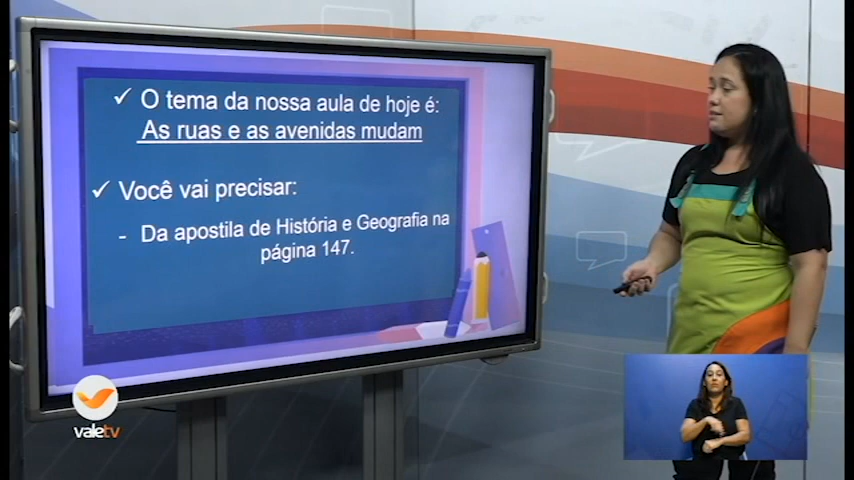 ✓ O tema da nossa aula de hoje é:
As ruas e as avenidas mudam
✓ Você vai precisar:
- Da apostila de História e Geografia na
página 147.
valetv